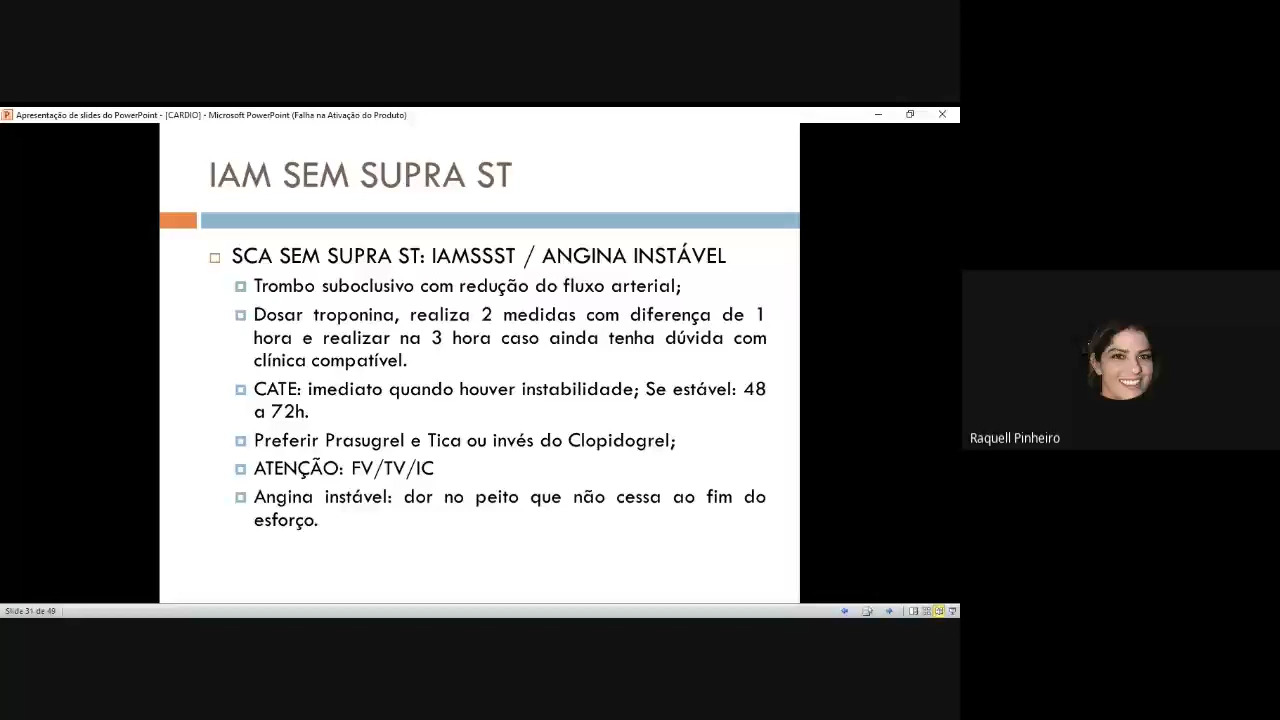 Apresentação de slides do PowerPoint - [CARDIO] - Microsoft PowerPoint (Falha na Ativação do Produto)
IAM SEM SUPRA ST
SCA SEM SUPRA ST: IAMSSST / ANGINA INSTÁVEL
Trombo suboclusivo com redução do fluxo arterial;
Dosar troponina, realiza 2 medidas com diferença de 1
hora e realizar na 3 hora caso ainda tenha dúvida com
clínica compatível.
CATE: imediato quando houver instabilidade; Se estável: 48
a 72h.
Preferir Prasugrel e Tica ou invés do Clopidogrel;
ATENÇÃO: FV/TV/IC
Angina instável: dor no peito que não cessa ao fim do
esforço.
Raquell Pinheiro
Slide 31 de 49